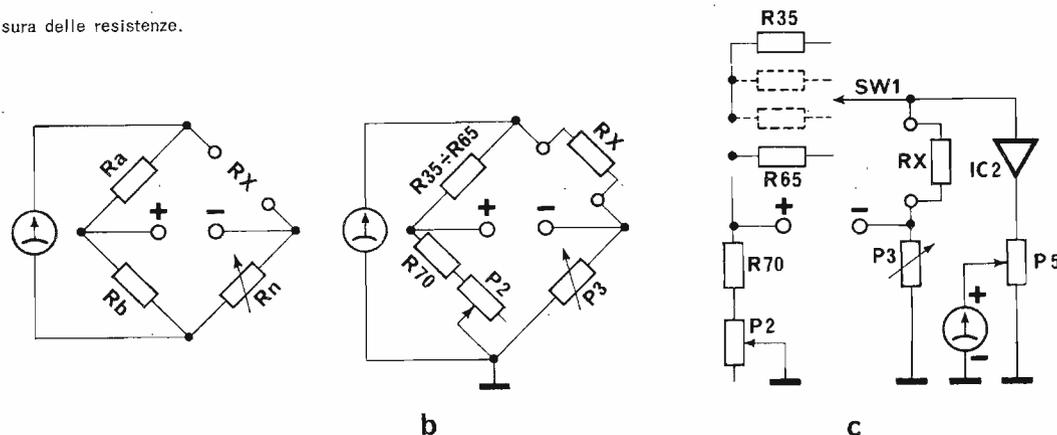 sura delle resistenze.
Ra
RX
+
−
Rb
Rn
R35÷R65
RX
+
−
R70
P2
P3
b
R35
SW1
RX
IC2
R65
+
−
R70
P3
P5
P2
+
−
c